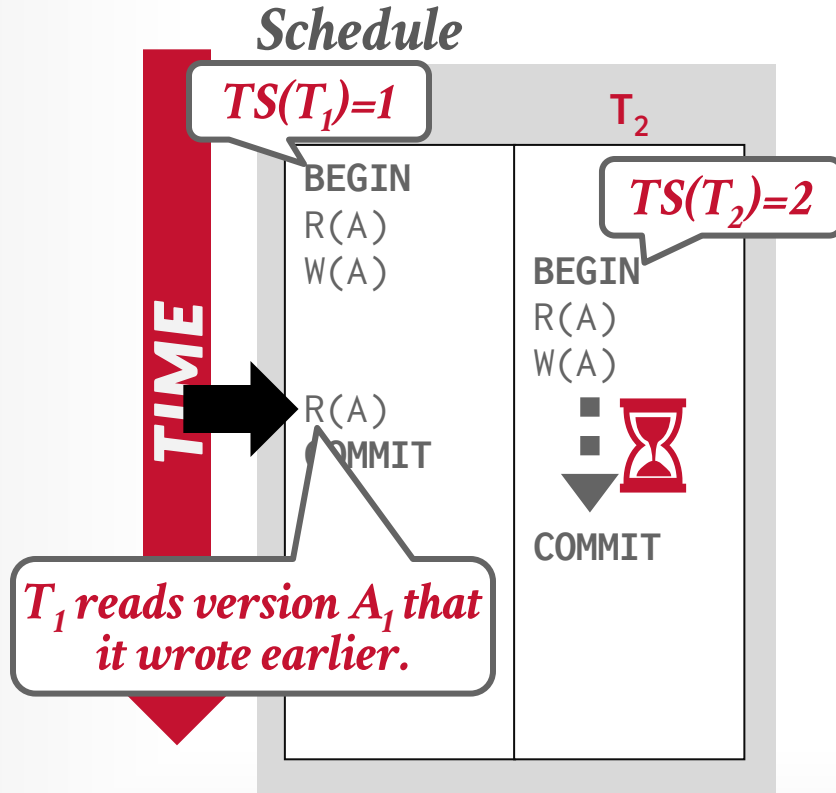 Schedule
TS(T1)=1
T2
BEGIN
R(A)
W(A)
TS(T2)=2
BEGIN
R(A)
W(A)
TIME
R(A)
COMMIT
COMMIT
T1 reads version A1 that
it wrote earlier.